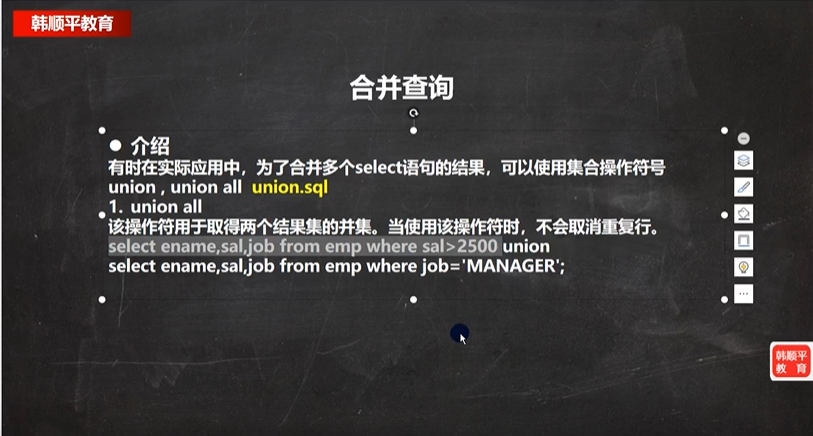 韩顺平教育
合并查询
● 介绍
有时在实际应用中，为了合并多个select语句的结果，可以使用集合操作符号
union , union all union.sql
1. union all
该操作符用于取得两个结果集的并集。当使用该操作符时，不会取消重复行。
select ename,sal,job from emp where sal>2500 union
select ename,sal,job from emp where job='MANAGER';
韩顺平
教 育